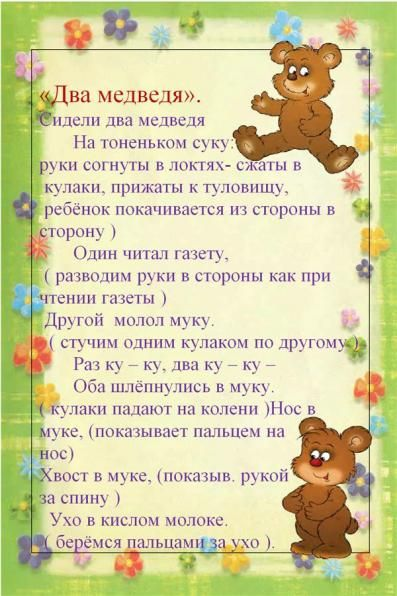 «Два медведя».
Сидели два медведя
На тоненьком суку:
руки согнуты в локтях- сжаты в
кулаки, прижаты к туловищу,
ребёнок покачивается из стороны в
сторону )
Один читал газету,
( разводим руки в стороны как при
чтении газеты )
Другой молол муку.
( стучим одним кулаком по другому.)
Раз ку – ку, два ку – ку –
Оба шлёпнулись в муку.
( кулаки падают на колени )Нос в
муке, (показывает пальцем на
нос)
Хвост в муке, (показыв. рукой
за спину )
Ухо в кислом молоке.
( берёмся пальцами за ухо ).